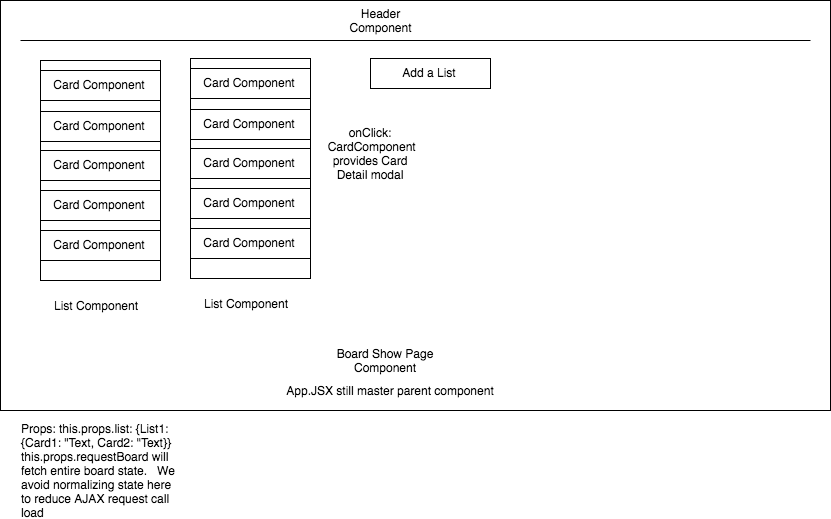 Header
Component
Card Component
Card Component
Card Component
Card Component
Card Component
List Component
Card Component
Card Component
Card Component
Card Component
Card Component
List Component
Add a List
onClick:
CardComponent
provides Card
Detail modal
Board Show Page
Component
App.JSX still master parent component
Props: this.props.list: {List1:
{Card1: "Text, Card2: "Text}}
this.props.requestBoard will
fetch entire board state. We
avoid normalizing state here
to reduce AJAX request call
load